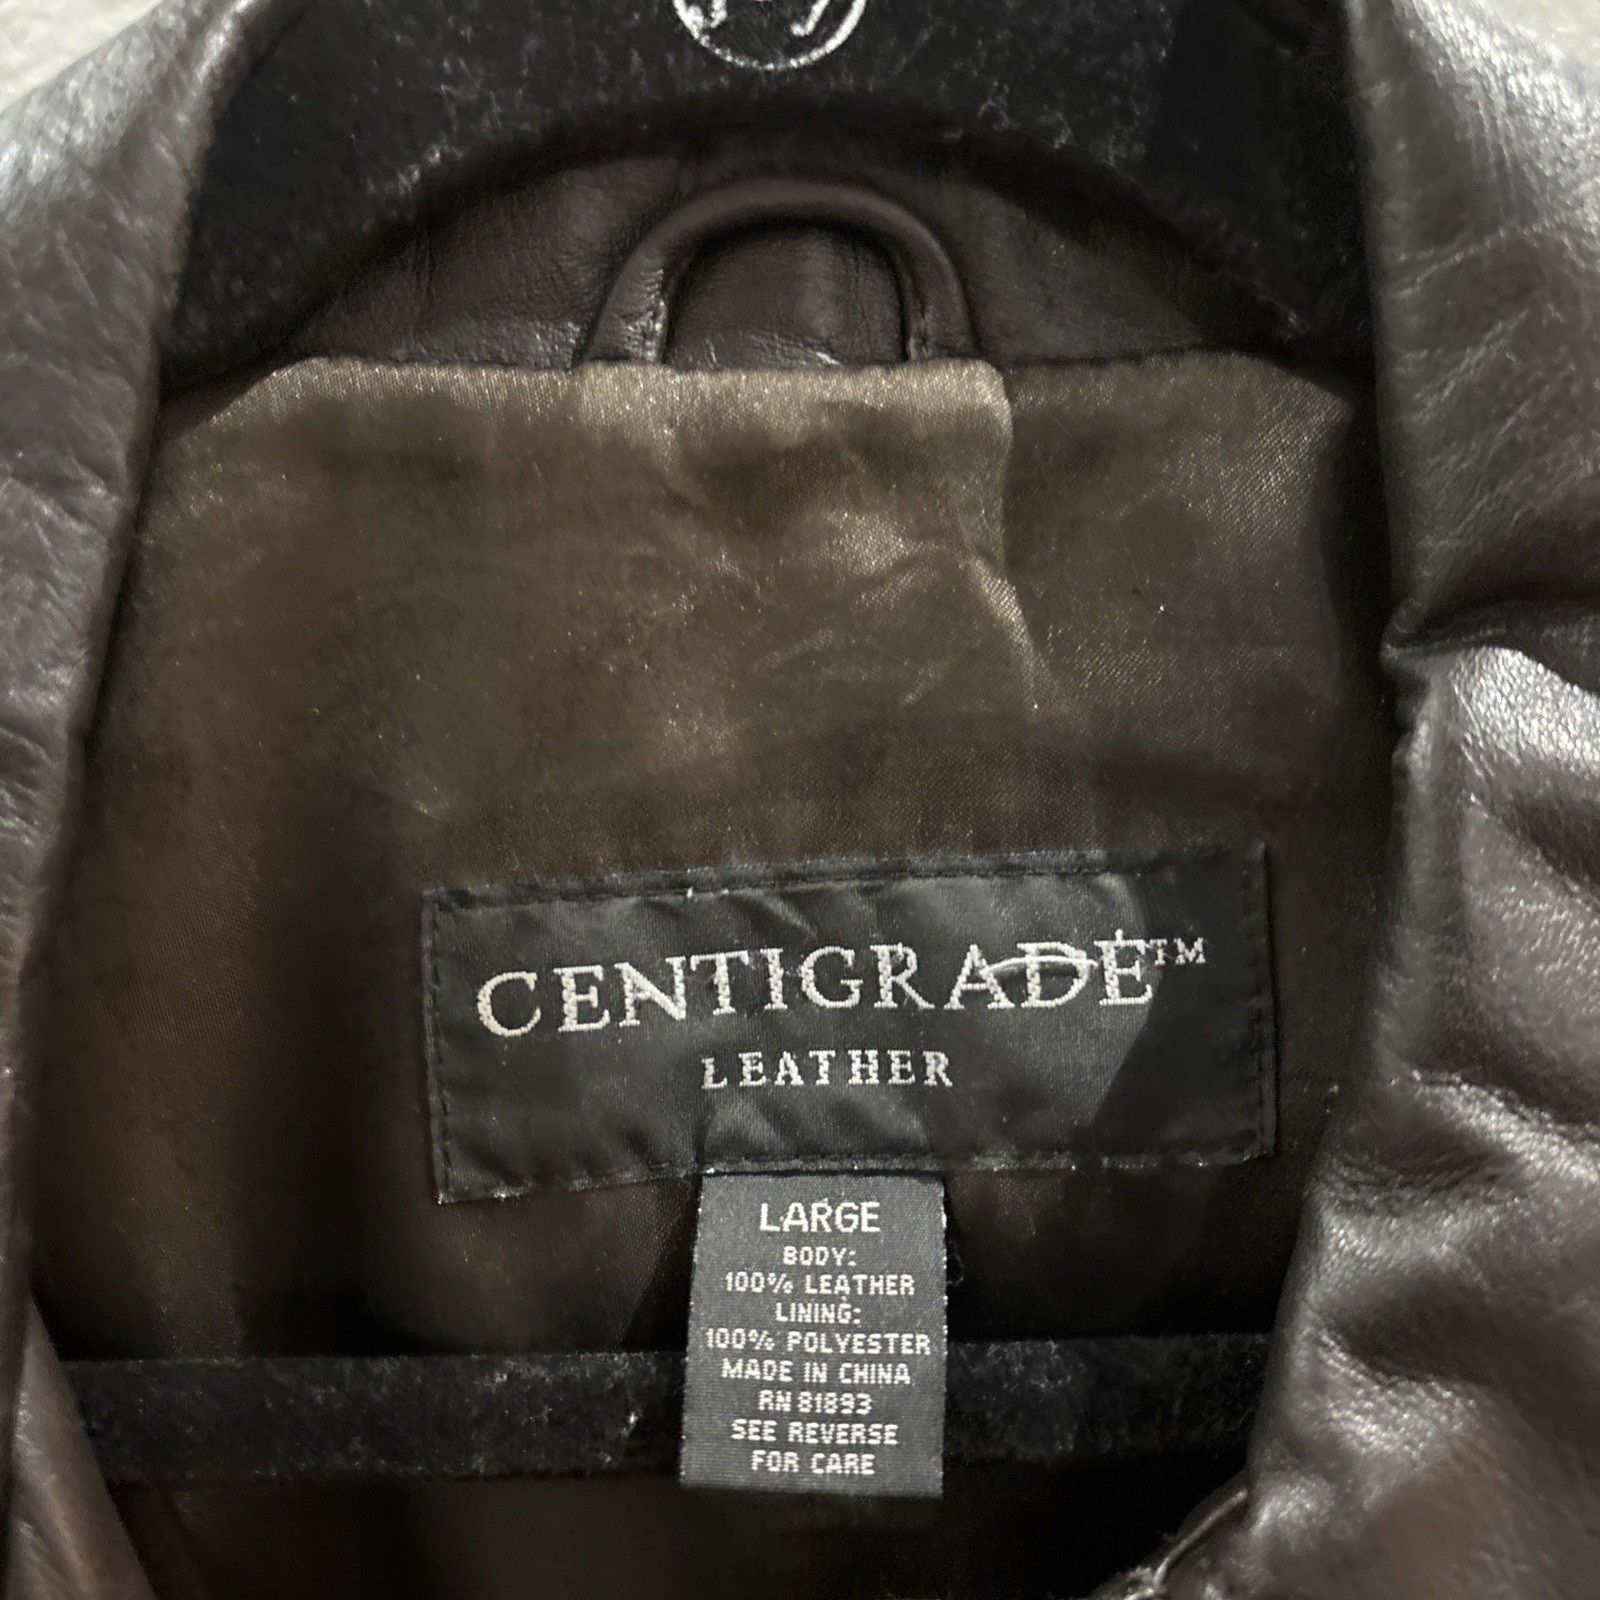 CENTIGRADE™
LEATHER
LARGE
BODY:
100% LEATHER
LINING:
100% POLYESTER
MADE IN CHINA
RN 81893
SEE REVERSE
FOR CARE